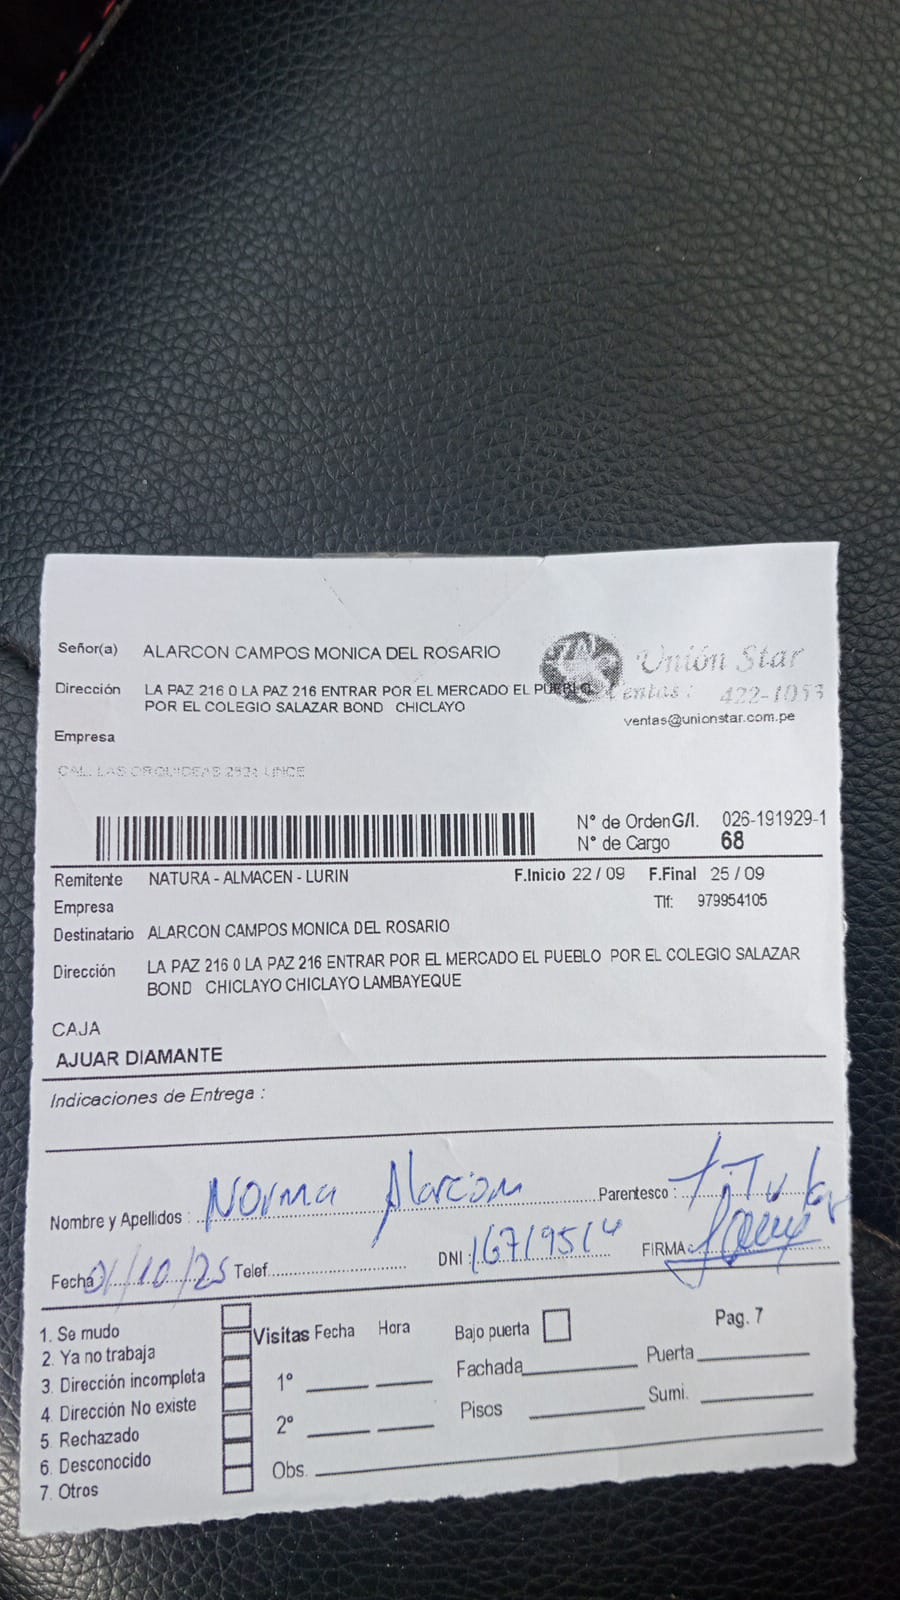 Señor(a) ALARCON CAMPOS MONICA DEL ROSARIO
Unión Star
Dirección LA PAZ 216 0 LA PAZ 216 ENTRAR POR EL MERCADO EL PUEBLO
Ventas: 422-1053
POR EL COLEGIO SALAZAR BOND CHICLAYO
ventas@unionstar.com.pe
Empresa
CAL. LAS ORQUIDEAS LINCE
N° de Orden G/I. 026-191929-1
N° de Cargo 68
Remitente NATURA - ALMACEN - LURIN F.Inicio 22 / 09 F.Final 25 / 09
Empresa Tlf: 979954105
Destinatario ALARCON CAMPOS MONICA DEL ROSARIO
Dirección LA PAZ 216 0 LA PAZ 216 ENTRAR POR EL MERCADO EL PUEBLO POR EL COLEGIO SALAZAR
BOND CHICLAYO CHICLAYO LAMBAYEQUE
CAJA
AJUAR DIAMANTE
Indicaciones de Entrega :
Nombre y Apellidos : Norma Alarcon Parentesco : Titular
Fecha 01/10/25 Telef. DNI: 16719514 FIRMA:
1. Se mudo
2. Ya no trabaja
3. Dirección incompleta
4. Dirección No existe
5. Rechazado
6. Desconocido
7. Otros
Visitas Fecha Hora
1°
2°
Obs.
Bajo puerta
Fachada
Pisos
Pag. 7
Puerta
Sumi.